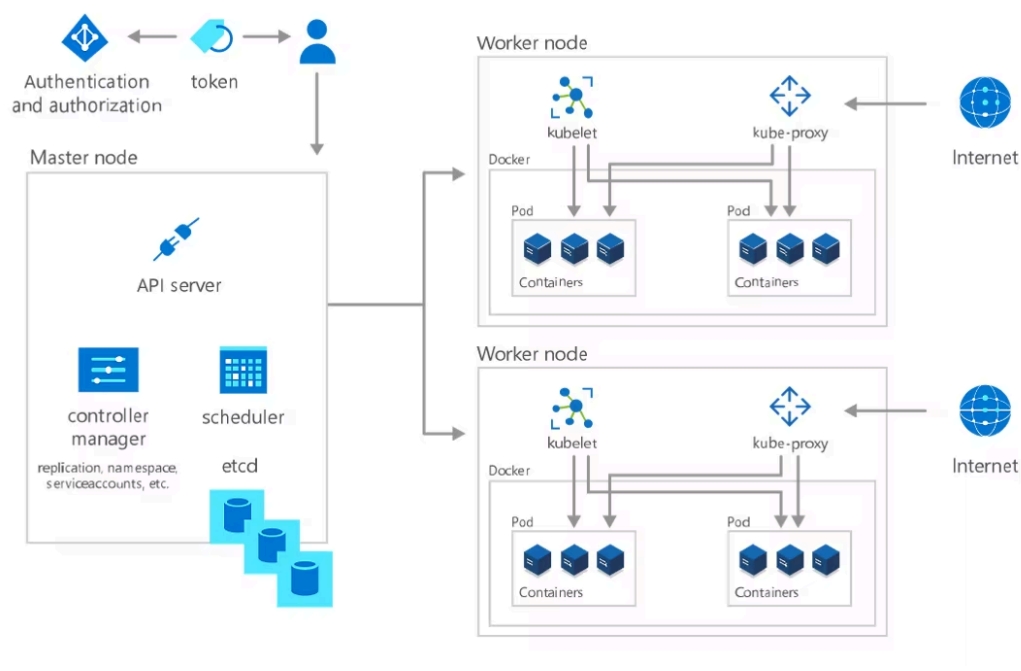 Authentication
and authorization
token
Master node
API server
controller
manager
replication, namespace,
serviceaccounts, etc.
scheduler
etcd
Worker node
kubelet
kube-proxy
Internet
Docker
Pod
Containers
Pod
Containers
Worker node
kubelet
kube-proxy
Internet
Docker
Pod
Containers
Pod
Containers